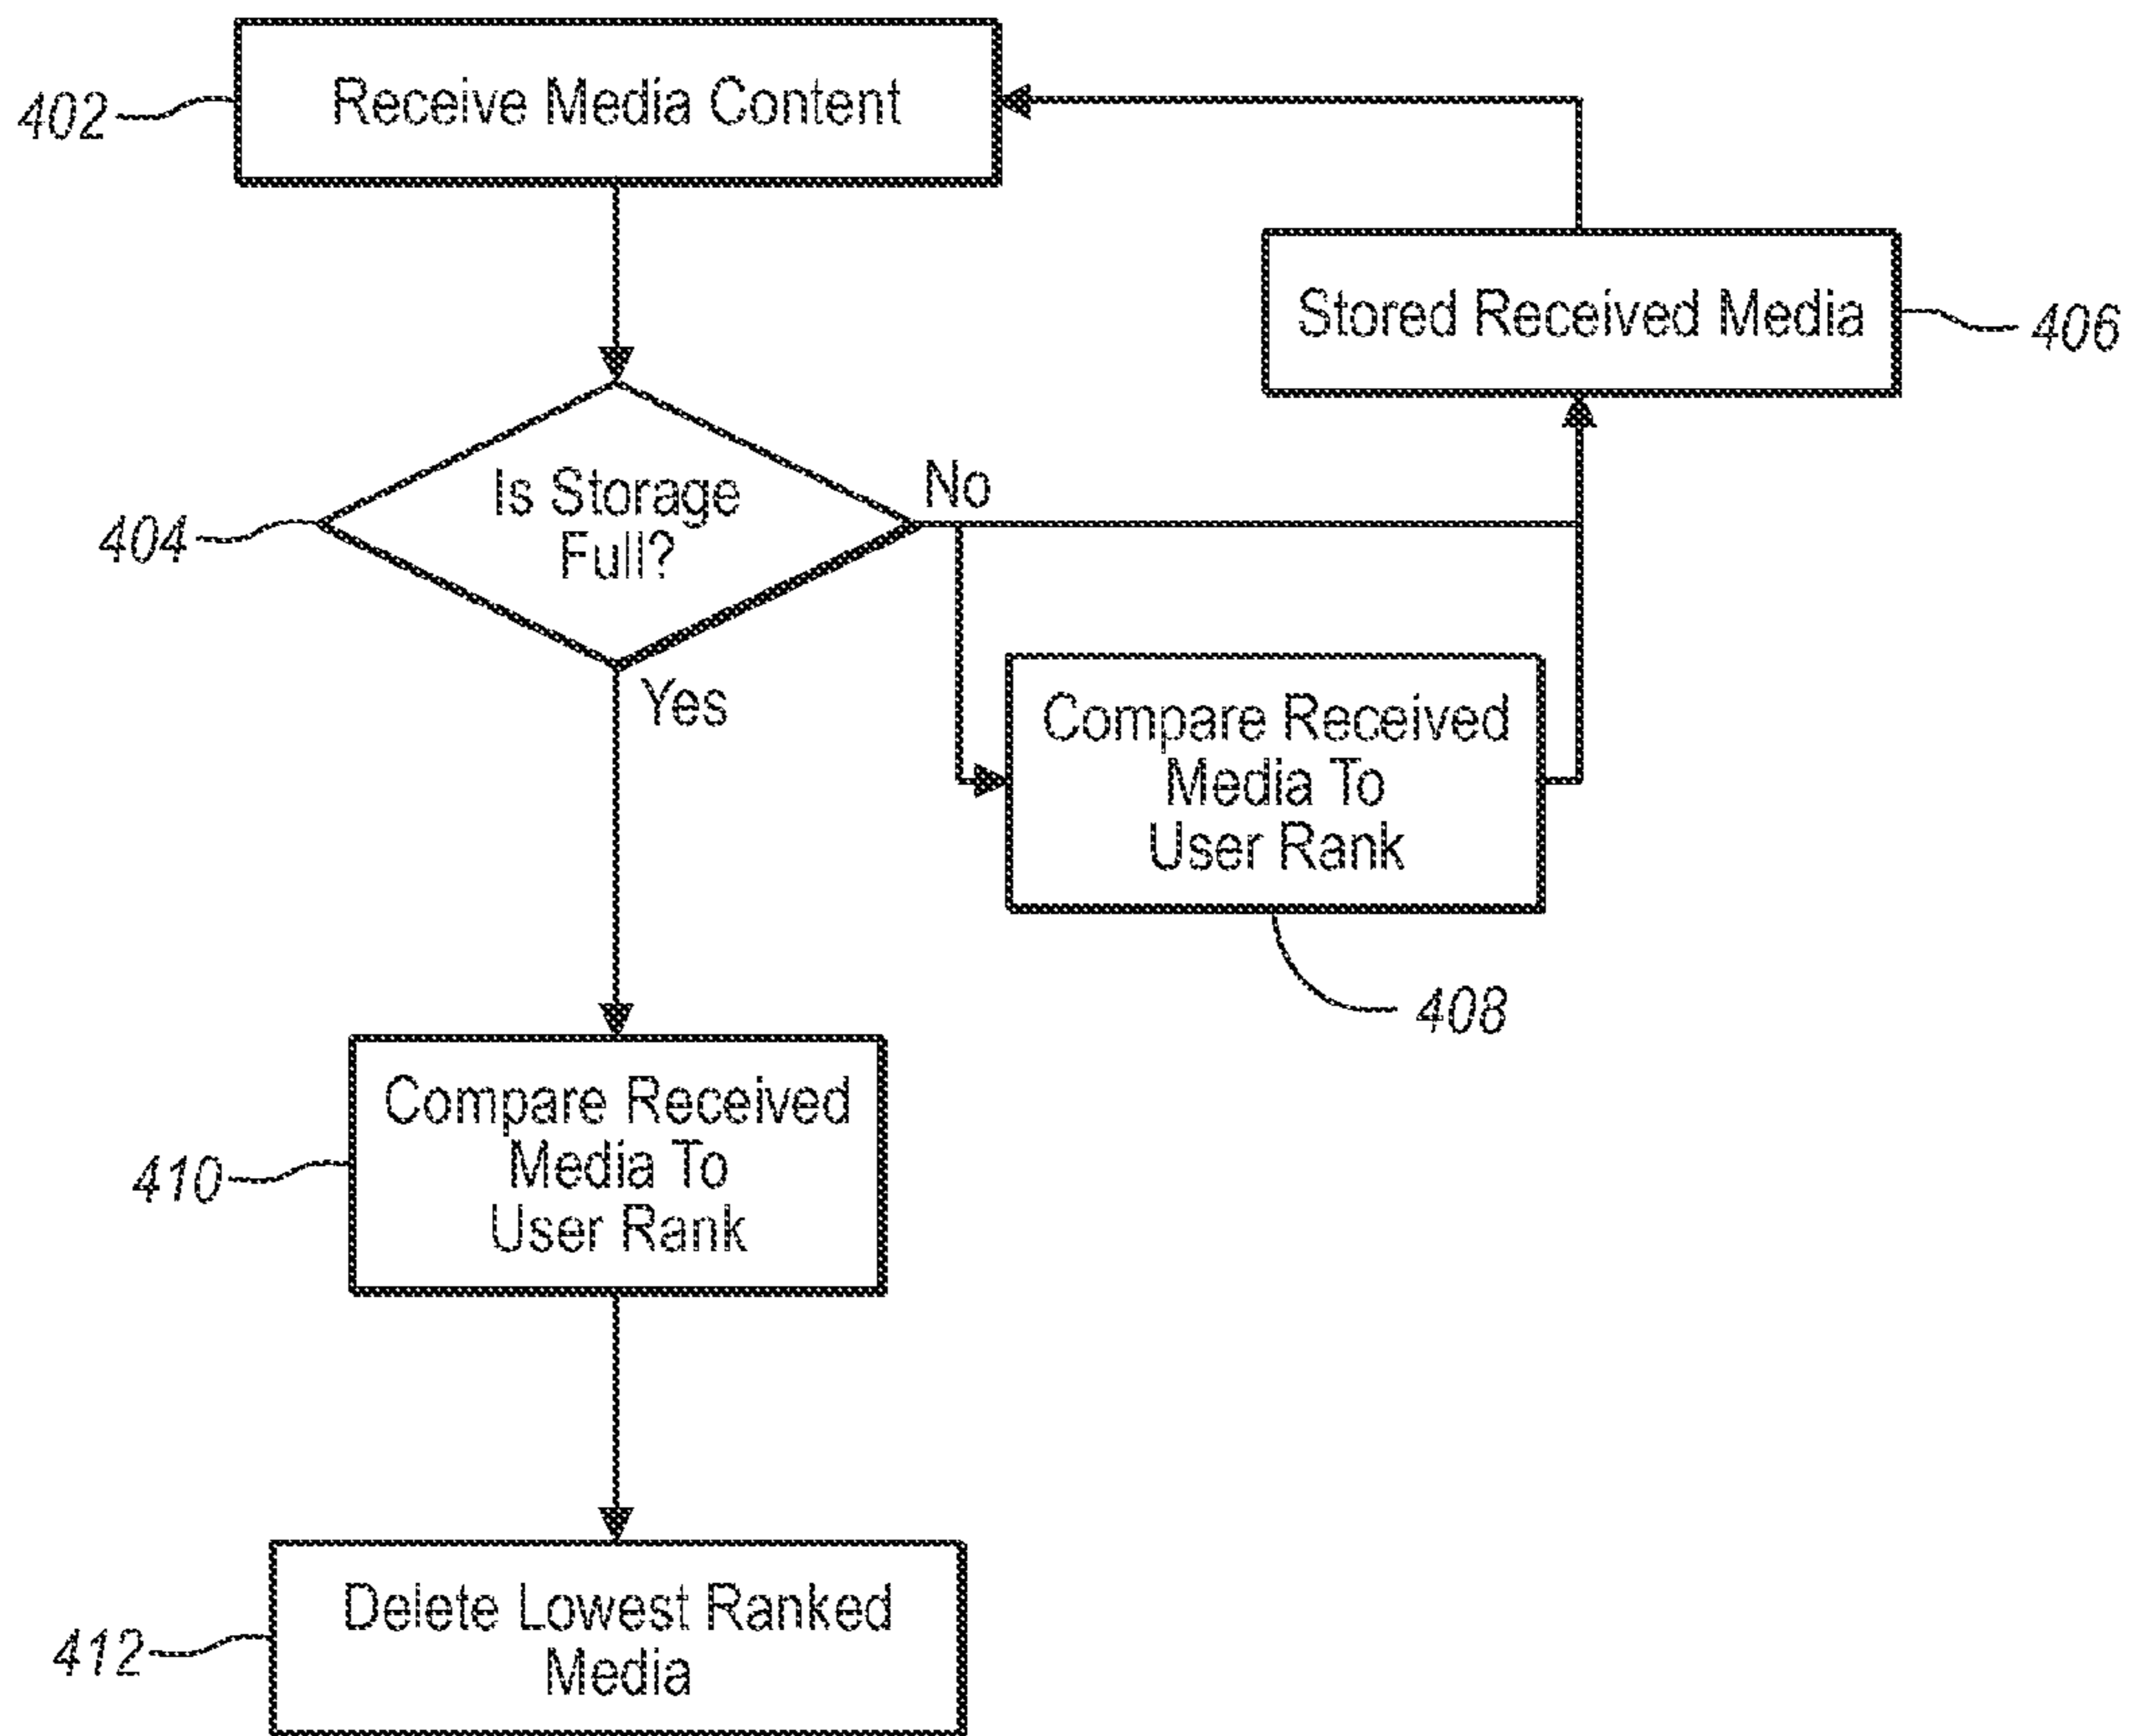 Receive Media Content
402
Stored Received Media
406
Is Storage
Full?
No
404
Yes
Compare Received
Media To
User Rank
408
Compare Received
Media To
User Rank
410
Delete Lowest Ranked
Media
412